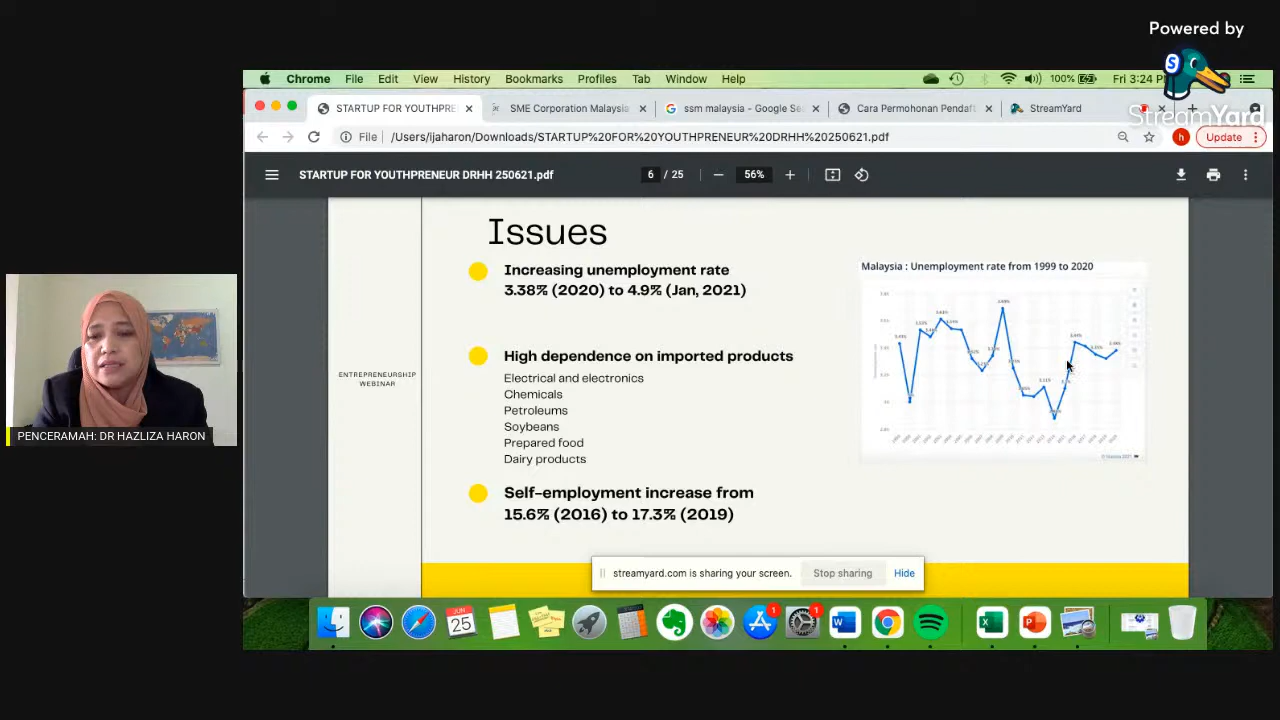 Powered by
StreamYard
Chrome File Edit View History Bookmarks Profiles Tab Window Help 100% Fri 3:24 P
STARTUP FOR YOUTHPRE SME Corporation Malaysia ssm malaysia - Google Se Cara Permohonan Pendaft StreamYard
File /Users/ijaharon/Downloads/STARTUP%20FOR%20YOUTHPRENEUR%20DRHH%20250621.pdf h Update
STARTUP FOR YOUTHPRENEUR DRHH 250621.pdf 6 / 25 56%
Issues
Increasing unemployment rate
3.38% (2020) to 4.9% (Jan, 2021)
High dependence on imported products
Electrical and electronics
Chemicals
Petroleums
Soybeans
Prepared food
Dairy products
Self-employment increase from
15.6% (2016) to 17.3% (2019)
Malaysia : Unemployment rate from 1999 to 2020
ENTREPRENEURSHIP
WEBINAR
PENCERAMAH: DR HAZLIZA HARON
streamyard.com is sharing your screen. Stop sharing Hide
JUN
25
1
1